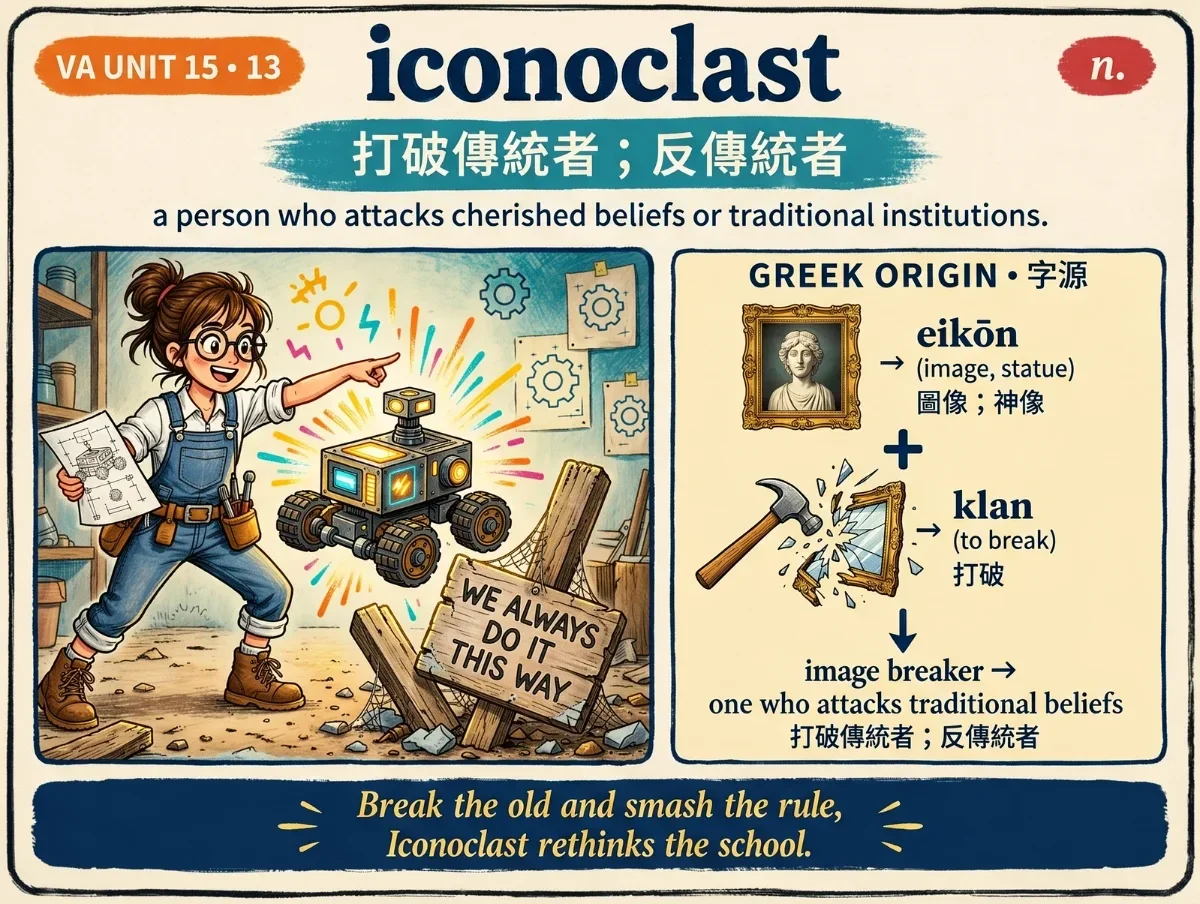 VA UNIT 15 • 13
iconoclast
n.
打破傳統者；反傳統者
a person who attacks cherished beliefs or traditional institutions.
WE ALWAYS
DO IT
THIS WAY
GREEK ORIGIN • 字源
eikōn
→ (image, statue)
圖像；神像
+
klan
→ (to break)
打破
image breaker →
one who attacks traditional beliefs
打破傳統者；反傳統者
Break the old and smash the rule,
Iconoclast rethinks the school.